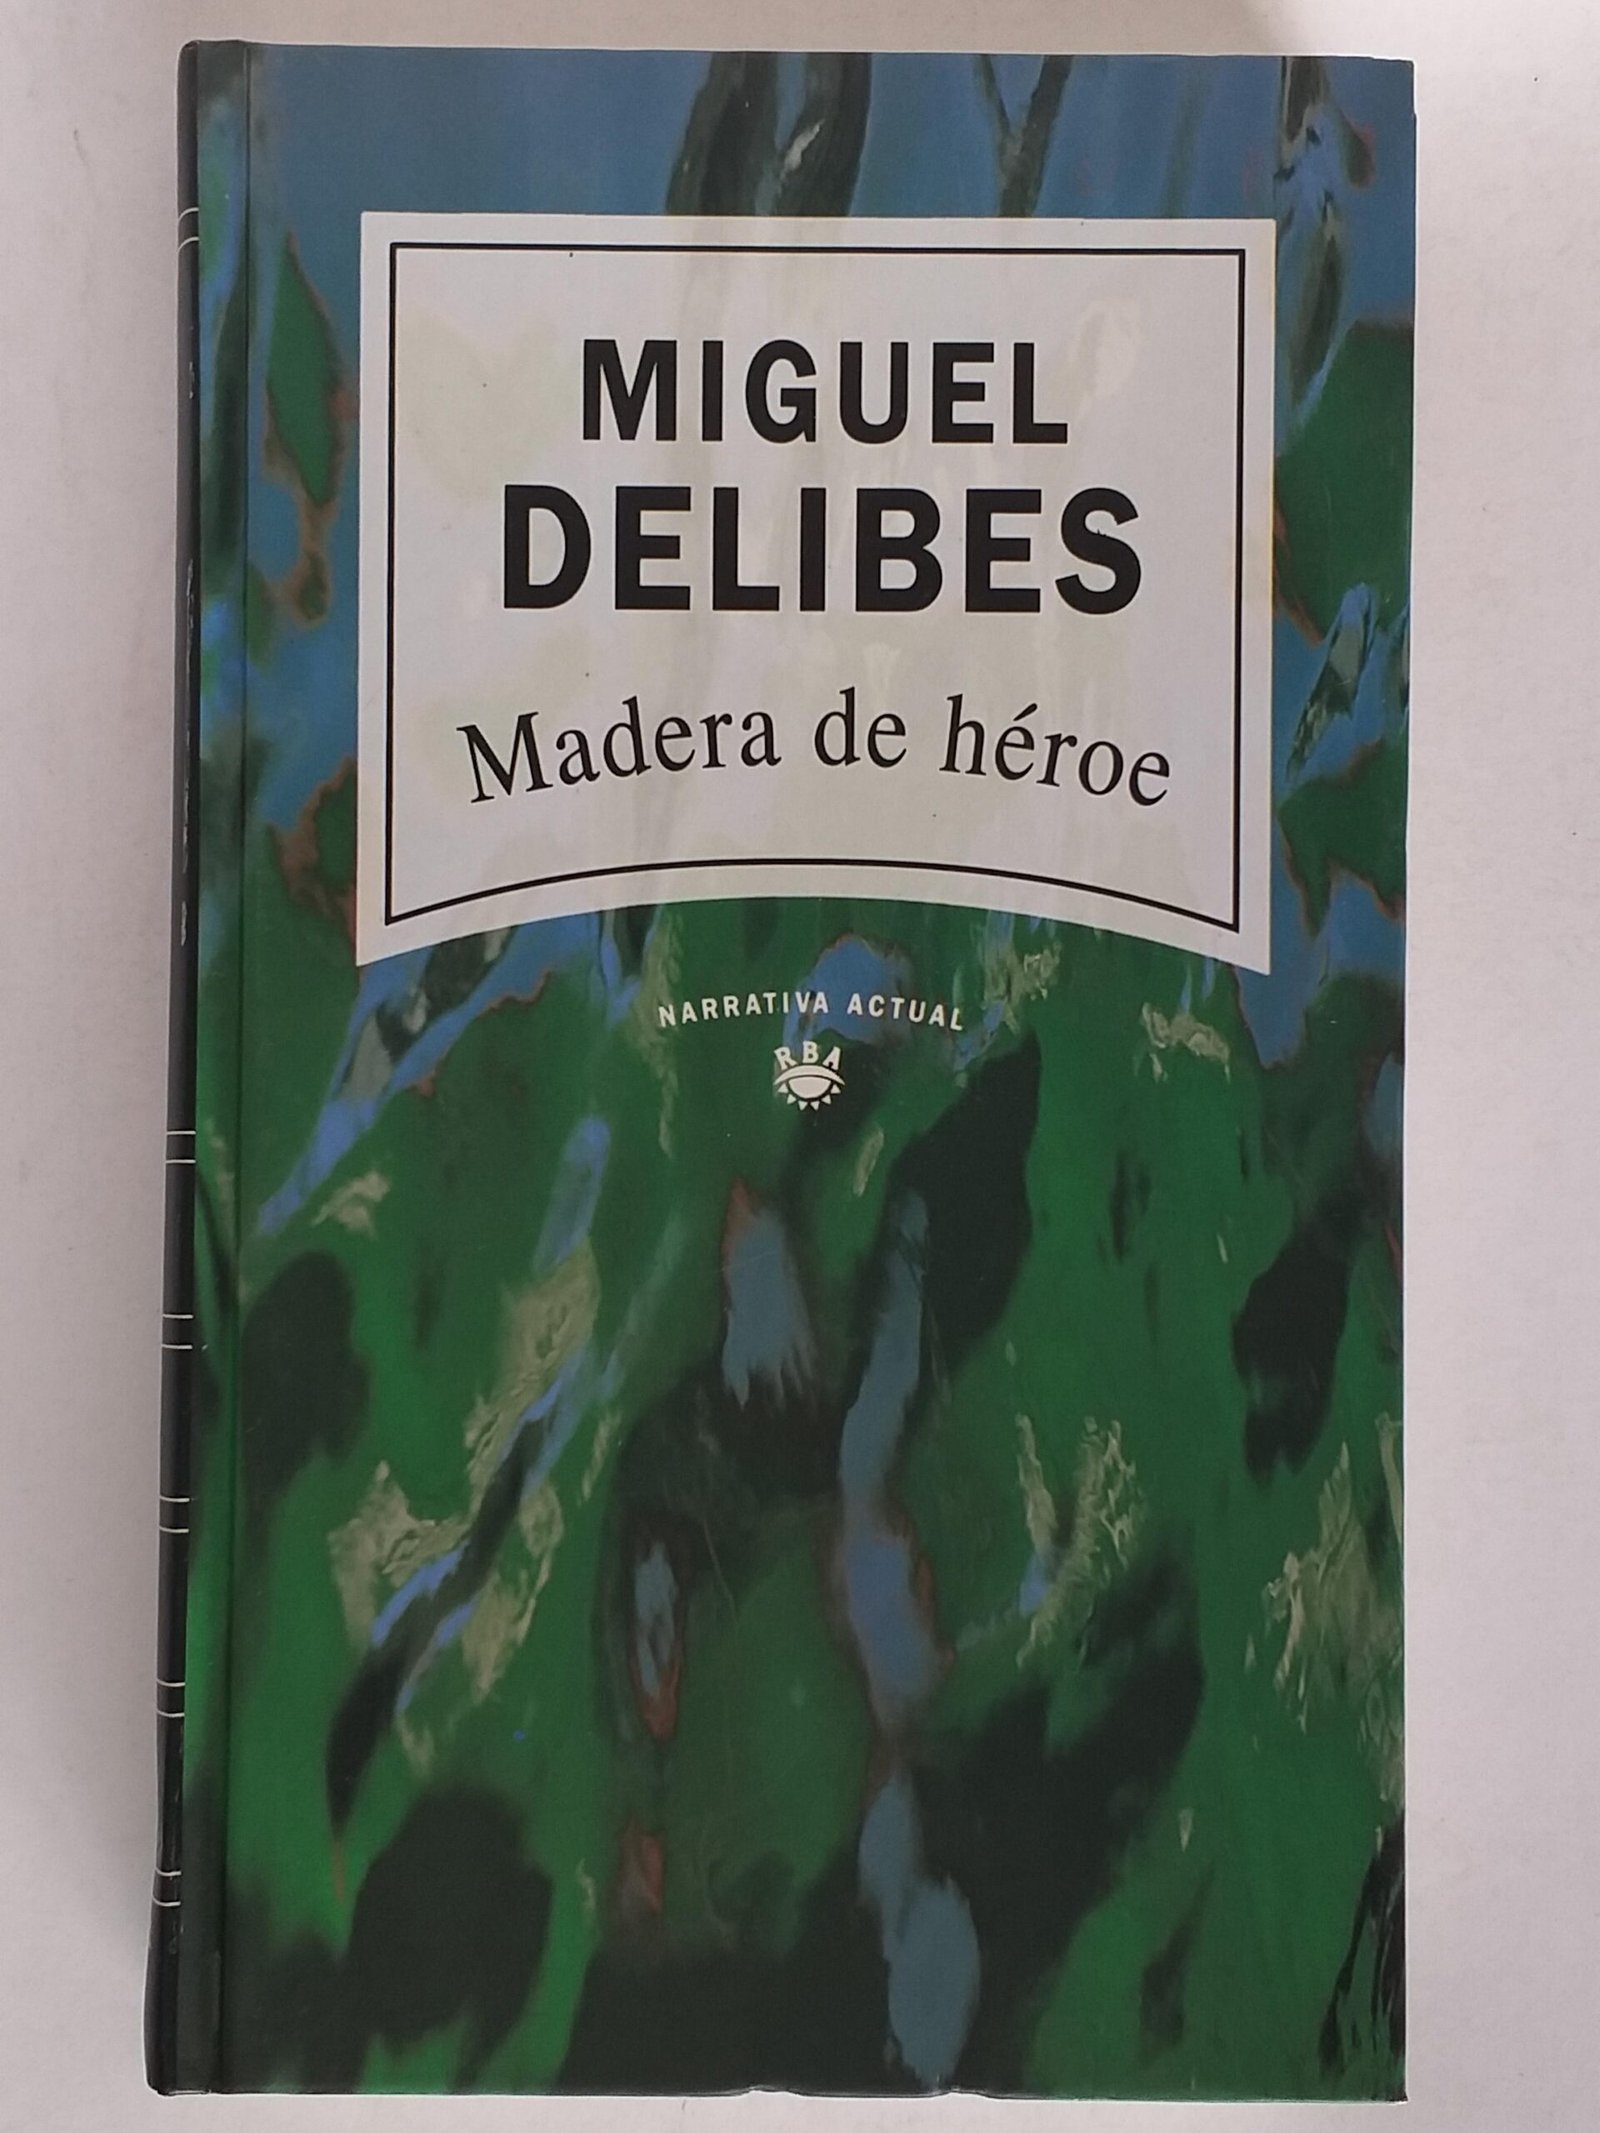 MIGUEL
DELIBES
Madera de héroe
NARRATIVA ACTUAL
RBA